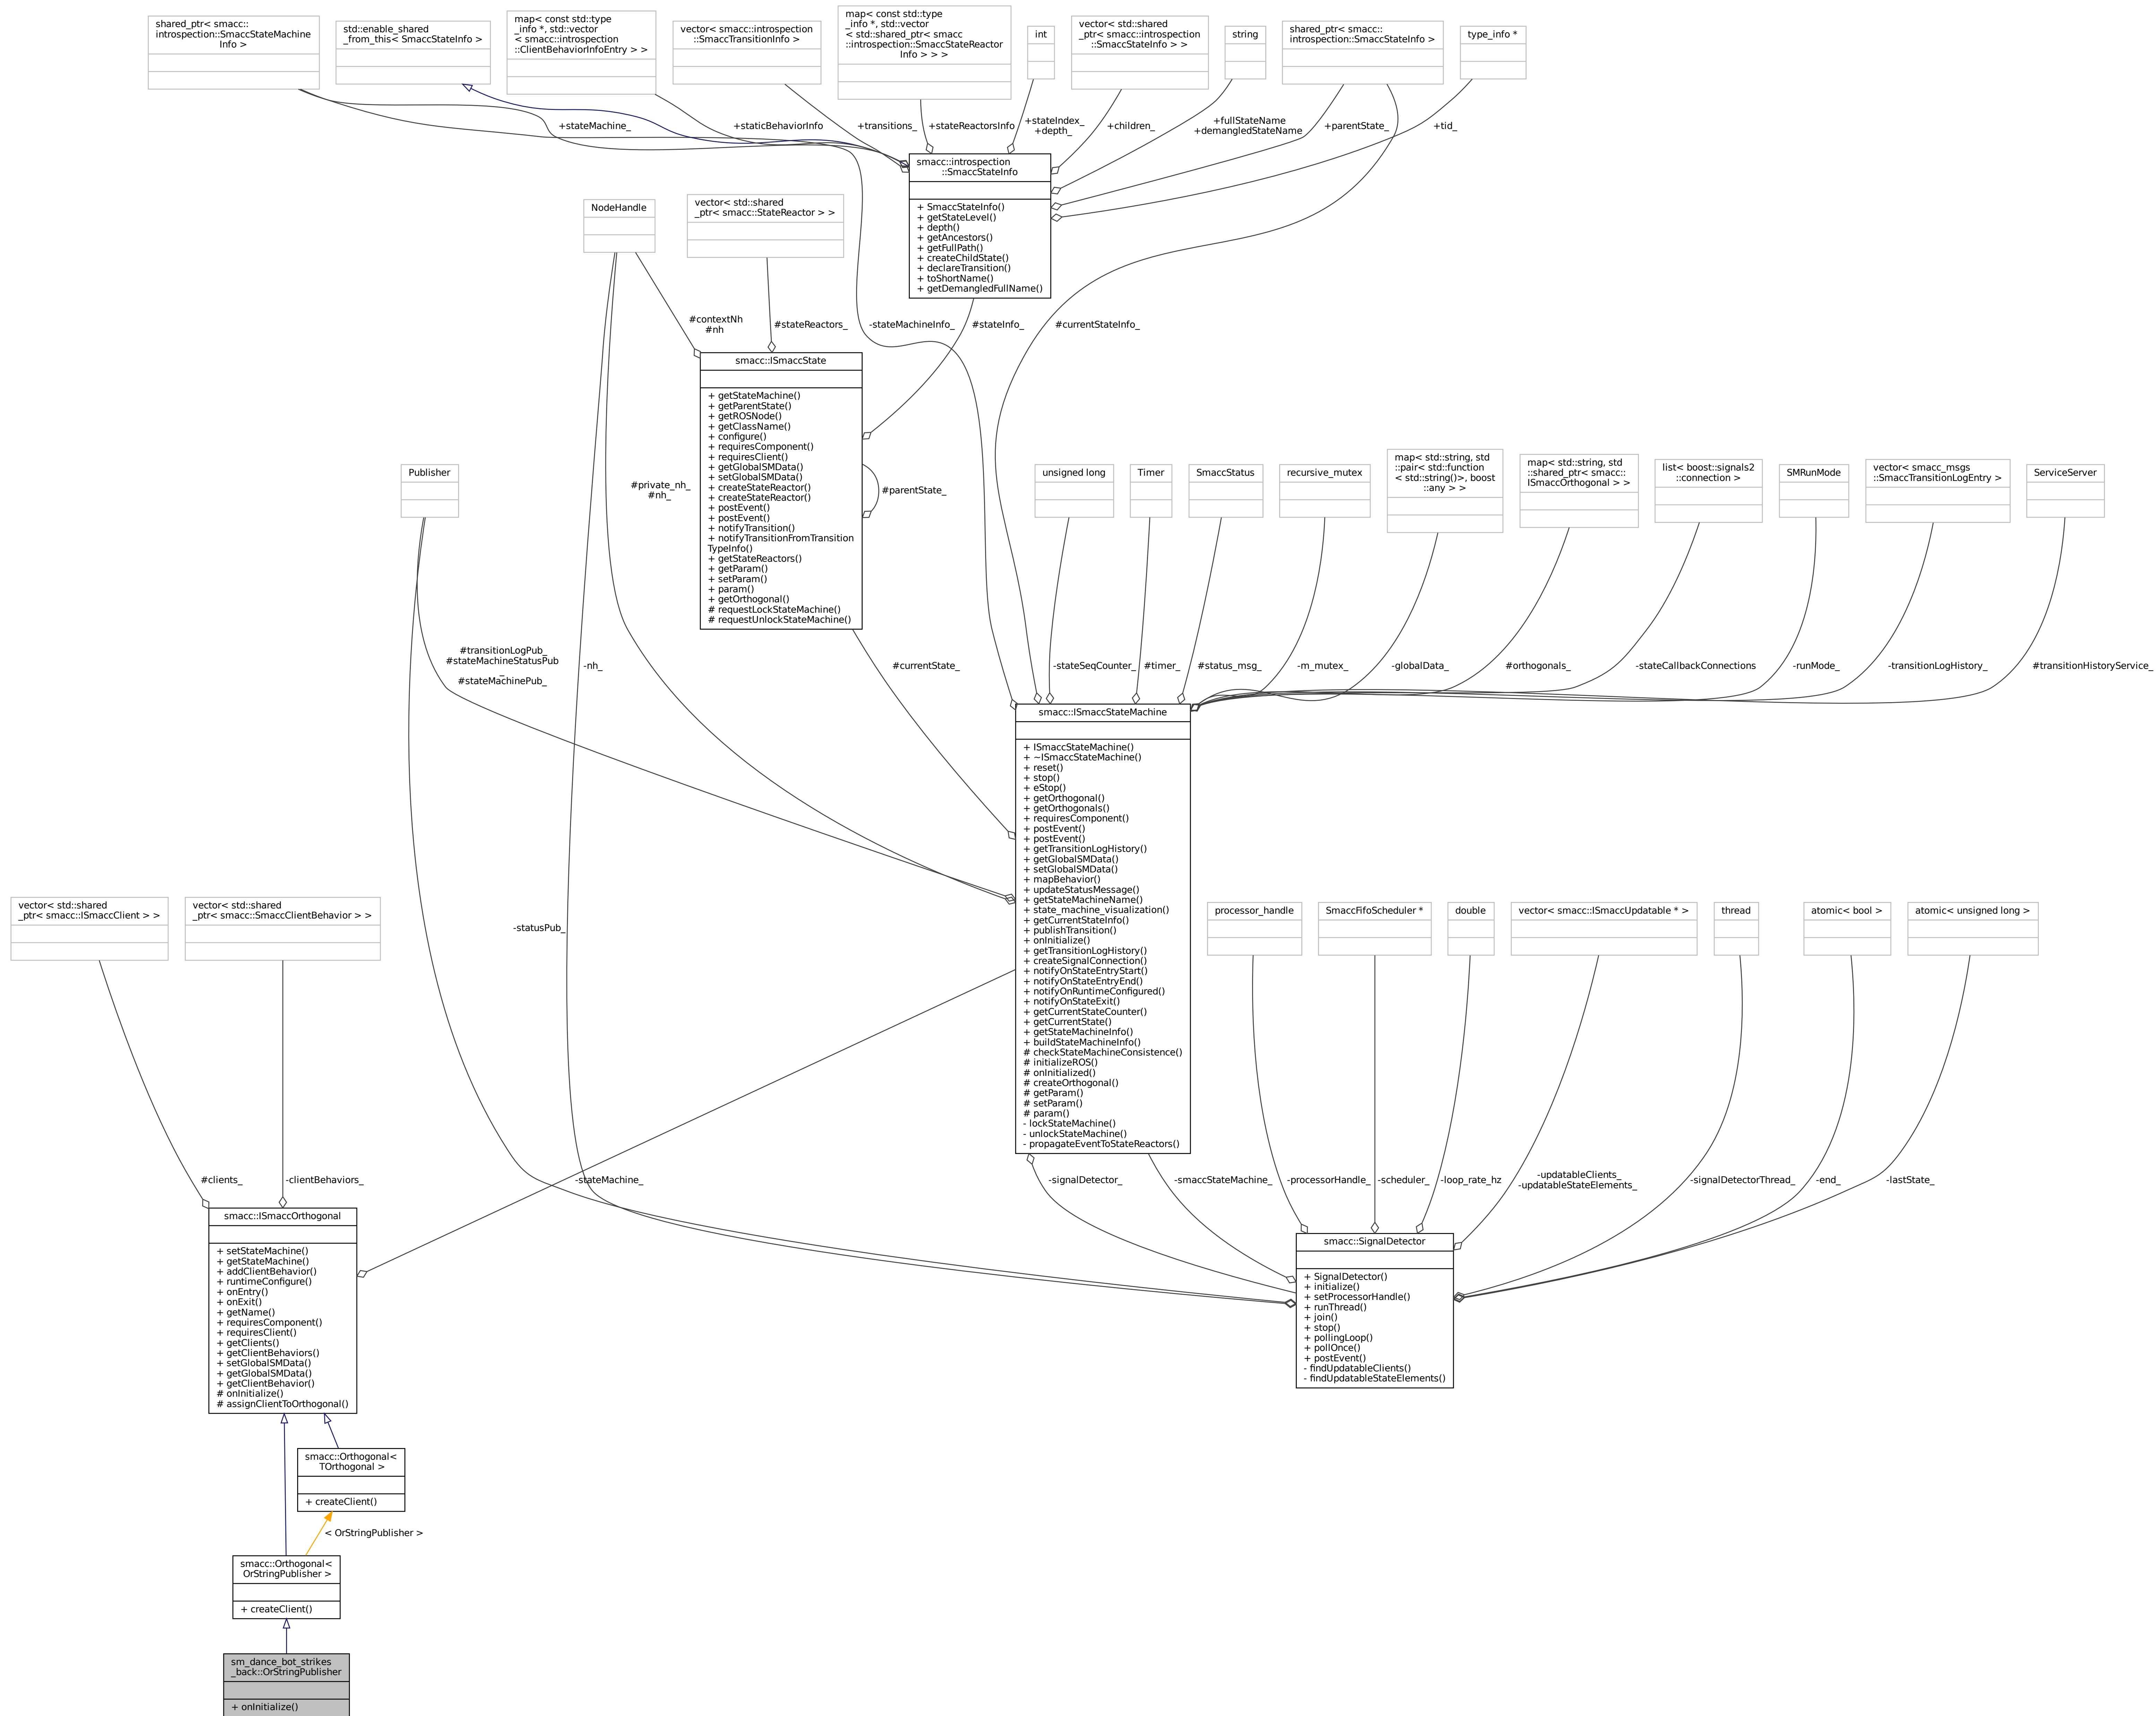 shared_ptr< smacc::
introspection::SmaccStateMachine
Info >
std::enable_shared
_from_this< SmaccStateInfo >
map< const std::type
_info *, std::vector
< smacc::introspection
::ClientBehaviorInfoEntry > >
vector< smacc::introspection
::SmaccTransitionInfo >
map< const std::type
_info *, std::vector
< std::shared_ptr< smacc
::introspection::SmaccStateReactor
Info > > >
int
vector< std::shared
_ptr< smacc::introspection
::SmaccStateInfo > >
string
shared_ptr< smacc::
introspection::SmaccStateInfo >
type_info *
+stateMachine_
+staticBehaviorInfo
+transitions_
+stateReactorsInfo
+stateIndex_
+depth_
+children_
+fullStateName
+demangledStateName
+parentState_
+tid_
smacc::introspection
::SmaccStateInfo
+ SmaccStateInfo()
+ getStateLevel()
+ depth()
+ getAncestors()
+ getFullPath()
+ createChildState()
+ declareTransition()
+ toShortName()
+ getDemangledFullName()
NodeHandle
vector< std::shared
_ptr< smacc::StateReactor > >
#contextNh
#nh
#stateReactors_
-stateMachineInfo_
#stateInfo_
#currentStateInfo_
smacc::ISmaccState
+ getStateMachine()
+ getParentState()
+ getROSNode()
+ getClassName()
+ configure()
+ requiresComponent()
+ requiresClient()
+ getGlobalSMData()
+ setGlobalSMData()
+ createStateReactor()
+ createStateReactor()
+ postEvent()
+ postEvent()
+ notifyTransition()
+ notifyTransitionFromTransition
TypeInfo()
+ getStateReactors()
+ getParam()
+ setParam()
+ param()
+ getOrthogonal()
# requestLockStateMachine()
# requestUnlockStateMachine()
#parentState_
Publisher
#private_nh_
#nh_
unsigned long
Timer
SmaccStatus
recursive_mutex
map< std::string, std
::pair< std::function
< std::string()>, boost
::any > >
map< std::string, std
::shared_ptr< smacc::
ISmaccOrthogonal > >
list< boost::signals2
::connection >
SMRunMode
vector< smacc_msgs
::SmaccTransitionLogEntry >
ServiceServer
#transitionLogPub_
#stateMachineStatusPub
_
#stateMachinePub_
-nh_
#currentState_
-stateSeqCounter_
#timer_
#status_msg_
-m_mutex_
-globalData_
#orthogonals_
-stateCallbackConnections
-runMode_
-transitionLogHistory_
#transitionHistoryService_
smacc::ISmaccStateMachine
+ ISmaccStateMachine()
+ ~ISmaccStateMachine()
+ reset()
+ stop()
+ eStop()
+ getOrthogonal()
+ getOrthogonals()
+ requiresComponent()
+ postEvent()
+ postEvent()
+ getTransitionLogHistory()
+ getGlobalSMData()
+ setGlobalSMData()
+ mapBehavior()
+ updateStatusMessage()
+ getStateMachineName()
+ state_machine_visualization()
+ getCurrentStateInfo()
+ publishTransition()
+ onInitialize()
+ getTransitionLogHistory()
+ createSignalConnection()
+ notifyOnStateEntryStart()
+ notifyOnStateEntryEnd()
+ notifyOnRuntimeConfigured()
+ notifyOnStateExit()
+ getCurrentStateCounter()
+ getCurrentState()
+ getStateMachineInfo()
+ buildStateMachineInfo()
# checkStateMachineConsistence()
# initializeROS()
# onInitialized()
# createOrthogonal()
# getParam()
# setParam()
# param()
- lockStateMachine()
- unlockStateMachine()
- propagateEventToStateReactors()
vector< std::shared
_ptr< smacc::ISmaccClient > >
vector< std::shared
_ptr< smacc::SmaccClientBehavior > >
-statusPub_
processor_handle
SmaccFifoScheduler *
double
vector< smacc::ISmaccUpdatable * >
thread
atomic< bool >
atomic< unsigned long >
#clients_
-clientBehaviors_
-stateMachine_
-signalDetector_
-smaccStateMachine_
-processorHandle_
-scheduler_
-loop_rate_hz
-updatableClients_
-updatableStateElements_
-signalDetectorThread_
-end_
-lastState_
smacc::ISmaccOrthogonal
+ setStateMachine()
+ getStateMachine()
+ addClientBehavior()
+ runtimeConfigure()
+ onEntry()
+ onExit()
+ getName()
+ requiresComponent()
+ requiresClient()
+ getClients()
+ getClientBehaviors()
+ setGlobalSMData()
+ getGlobalSMData()
+ getClientBehavior()
# onInitialize()
# assignClientToOrthogonal()
smacc::SignalDetector
+ SignalDetector()
+ initialize()
+ setProcessorHandle()
+ runThread()
+ join()
+ stop()
+ pollingLoop()
+ pollOnce()
+ postEvent()
- findUpdatableClients()
- findUpdatableStateElements()
smacc::Orthogonal<
TOrthogonal >
+ createClient()
< OrStringPublisher >
smacc::Orthogonal<
OrStringPublisher >
+ createClient()
sm_dance_bot_strikes
_back::OrStringPublisher
+ onInitialize()